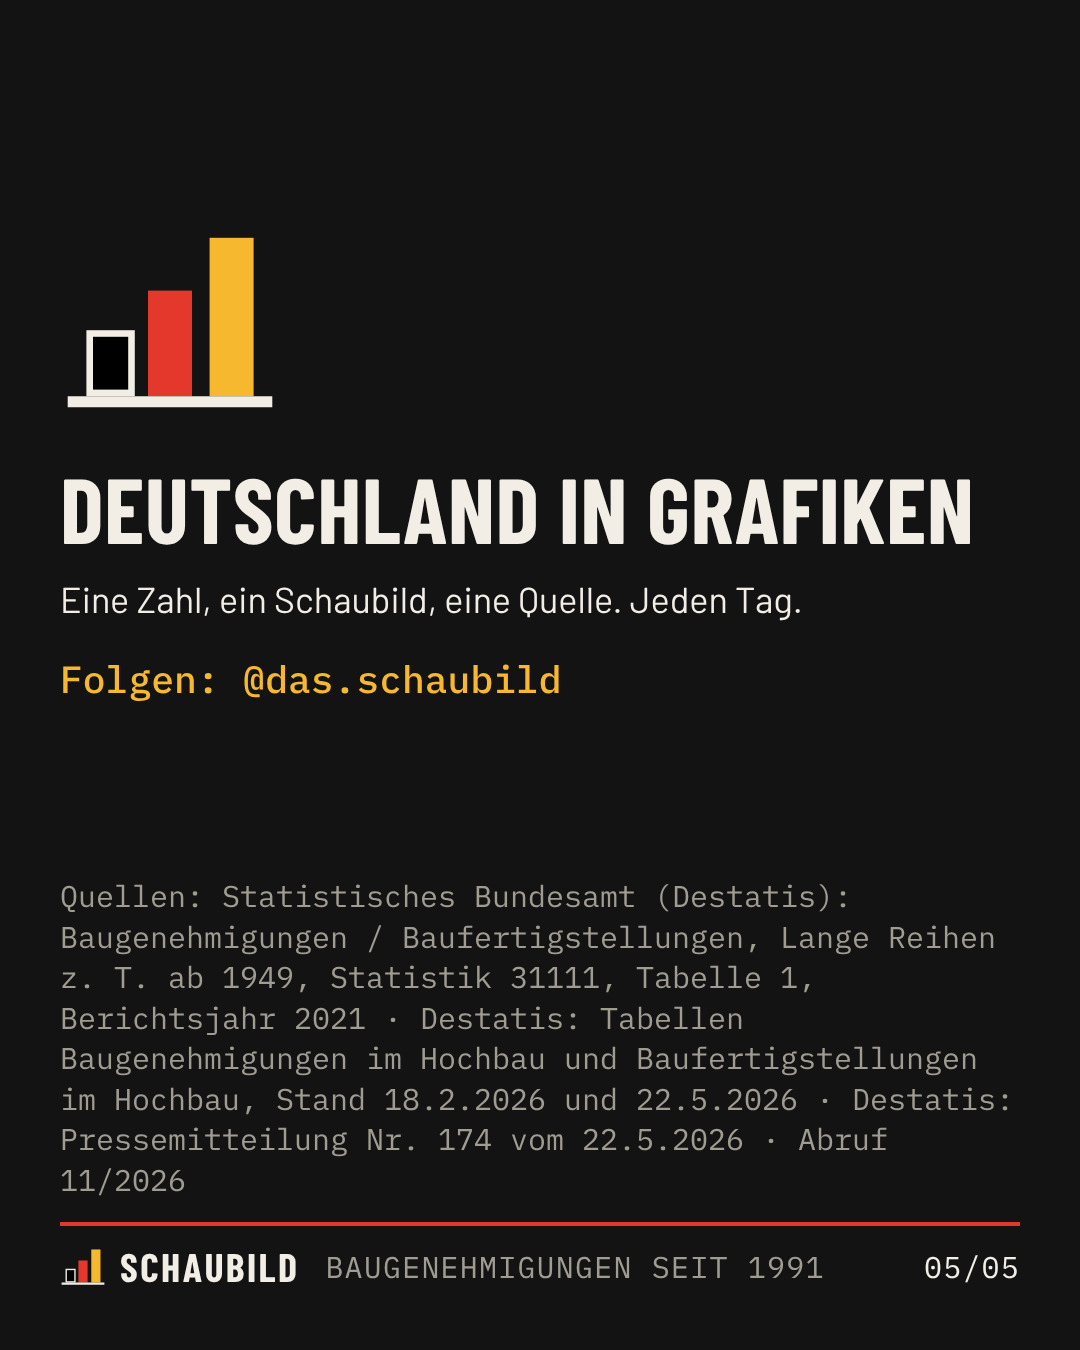 DEUTSCHLAND IN GRAFIKEN
Eine Zahl, ein Schaubild, eine Quelle. Jeden Tag.
Folgen: @das.schaubild
Quellen: Statistisches Bundesamt (Destatis):
Baugenehmigungen / Baufertigstellungen, Lange Reihen
z. T. ab 1949, Statistik 31111, Tabelle 1,
Berichtsjahr 2021 · Destatis: Tabellen
Baugenehmigungen im Hochbau und Baufertigstellungen
im Hochbau, Stand 18.2.2026 und 22.5.2026 · Destatis:
Pressemitteilung Nr. 174 vom 22.5.2026 · Abruf
11/2026
SCHAUBILD BAUGENEHMIGUNGEN SEIT 1991 05/05